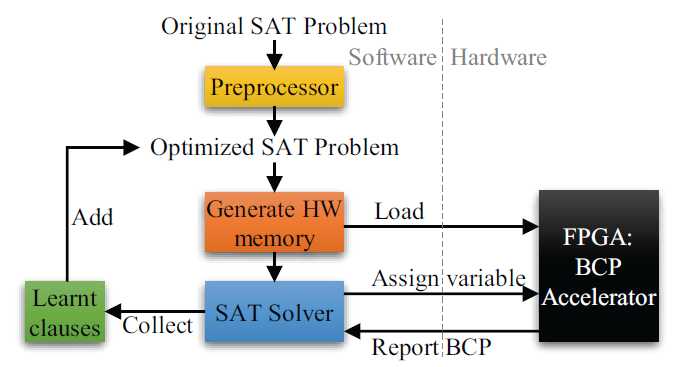 Original SAT Problem
Software Hardware
Preprocessor
Optimized SAT Problem
Add
Generate HW
memory
Load
FPGA:
BCP
Accelerator
Assign variable
Learnt
clauses
Collect
SAT Solver
Report BCP